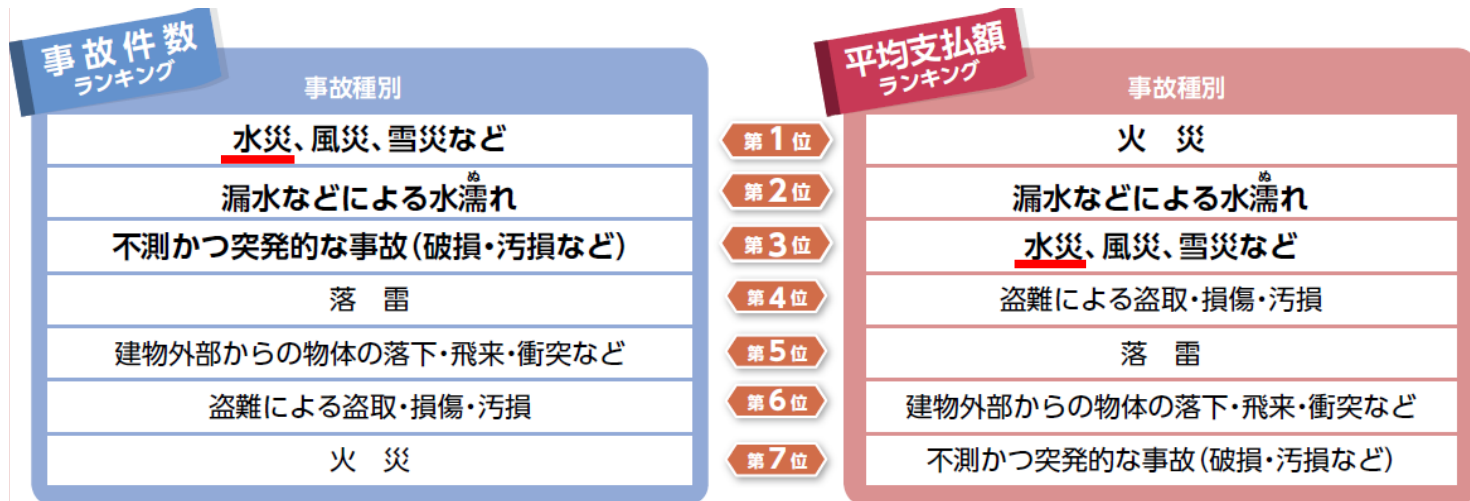 事故件数
ランキング
事故種別
水災、風災、雪災など
漏水などによる水濡れ
ぬ
不測かつ突発的な事故(破損・汚損など)
落 雷
建物外部からの物体の落下・飛来・衝突など
盗難による盗取・損傷・汚損
火 災
第1位
第2位
第3位
第4位
第5位
第6位
第7位
平均支払額
ランキング
事故種別
火 災
漏水などによる水濡れ
ぬ
水災、風災、雪災など
盗難による盗取・損傷・汚損
落 雷
建物外部からの物体の落下・飛来・衝突など
不測かつ突発的な事故(破損・汚損など)